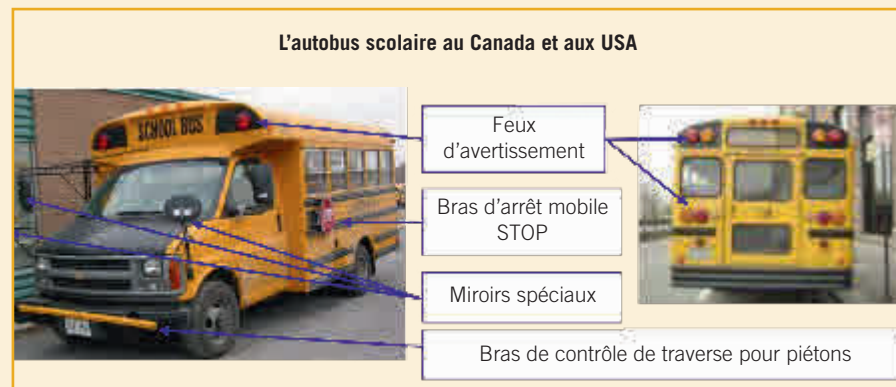 L'autobus scolaire au Canada et aux USA
SCHOOL BUS
Feux
d'avertissement
Bras d'arrêt mobile
STOP
Miroirs spéciaux
Bras de contrôle de traverse pour piétons